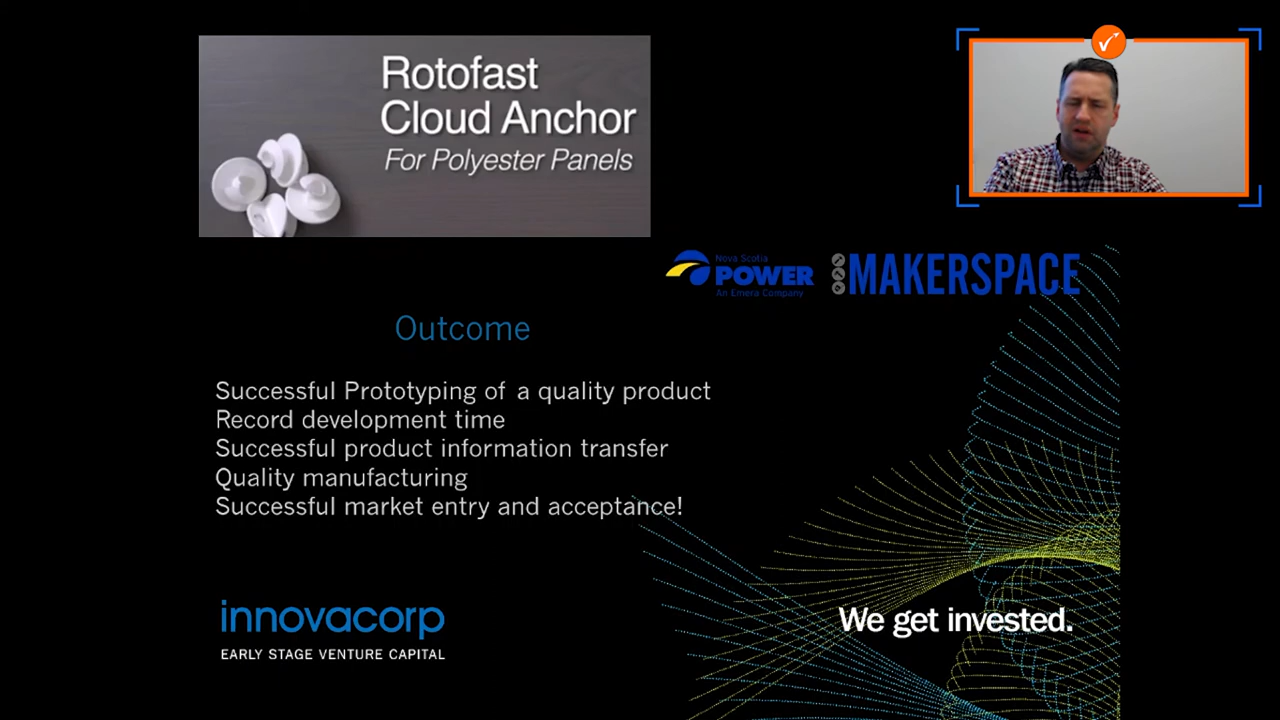 Rotofast
Cloud Anchor
For Polyester Panels
Nova Scotia
POWER
An Emera Company
MAKERSPACE
Outcome
Successful Prototyping of a quality product
Record development time
Successful product information transfer
Quality manufacturing
Successful market entry and acceptance!
innovacorp
EARLY STAGE VENTURE CAPITAL
We get invested.